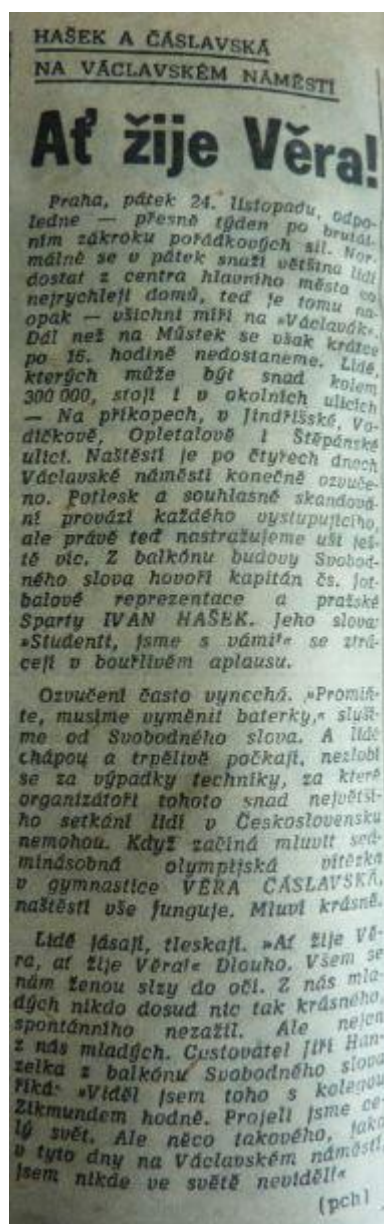 HAŠEK A ČÁSLAVSKÁ
NA VÁCLAVSKÉM NÁMĚSTÍ
Ať žije Věra!
Praha, pátek 24. listopadu, odpo-
ledne — přesně týden po brutál-
ním zákroku pořádkových sil. Nor-
málně se v pátek snaží většina lidí
dostat z centra hlavního města co
nejrychleji domů, teď je tomu na-
opak — všichni míří na »Václavák«.
Dál než na Můstek se však krátce
po 16. hodině nedostaneme. Lidé,
kterých může být snad kolem
300 000, stojí i v okolních ulicích
— Na příkopech, v Jindřišské, Vo-
dičkově, Opletalově i Štěpánské
ulici. Naštěstí je po čtyřech dnech
Václavské náměstí konečně ozvuče-
no. Potlesk a souhlasné skandová-
ní provází každého vystupujícího,
ale právě teď nastražujeme uši ješ-
tě víc. Z balkónu budovy Svobod-
ného slova hovoří kapitán čs. fot-
balové reprezentace a pražské
Sparty IVAN HAŠEK. Jeho slova:
»Studenti, jsme s vámi!« se ztrá-
cejí v bouřlivém aplausu.
Ozvučení často vynechá. »Promiň-
te, musíme vyměnit baterky,« slyší-
me od Svobodného slova. A lidé
chápou a trpělivě počkají, nezlobí
se za výpadky techniky, za které
organizátoři tohoto snad největší-
ho setkání lidí v Československu
nemohou. Když začíná mluvit sed-
minásobná olympijská vítězka
v gymnastice VĚRA ČÁSLAVSKÁ,
naštěstí vše funguje. Mluví krásně.
Lidé jásají, tleskají. »Ať žije Vě-
ra, ať žije Věra!« Dlouho. Všem se
nám ženou slzy do očí. Z nás mla-
dých nikdo dosud nic tak krásného,
spontánního nezažil. Ale nejen
z nás mladých. Cestovatel Jiří Han-
zelka z balkónu Svobodného slova
říká: »Viděl jsem toho s kolegou
Zikmundem hodně. Projeli jsme ce-
lý svět. Ale něco takového, jako
v tyto dny na Václavském náměstí,
jsem nikde ve světě neviděl!«
(pch)